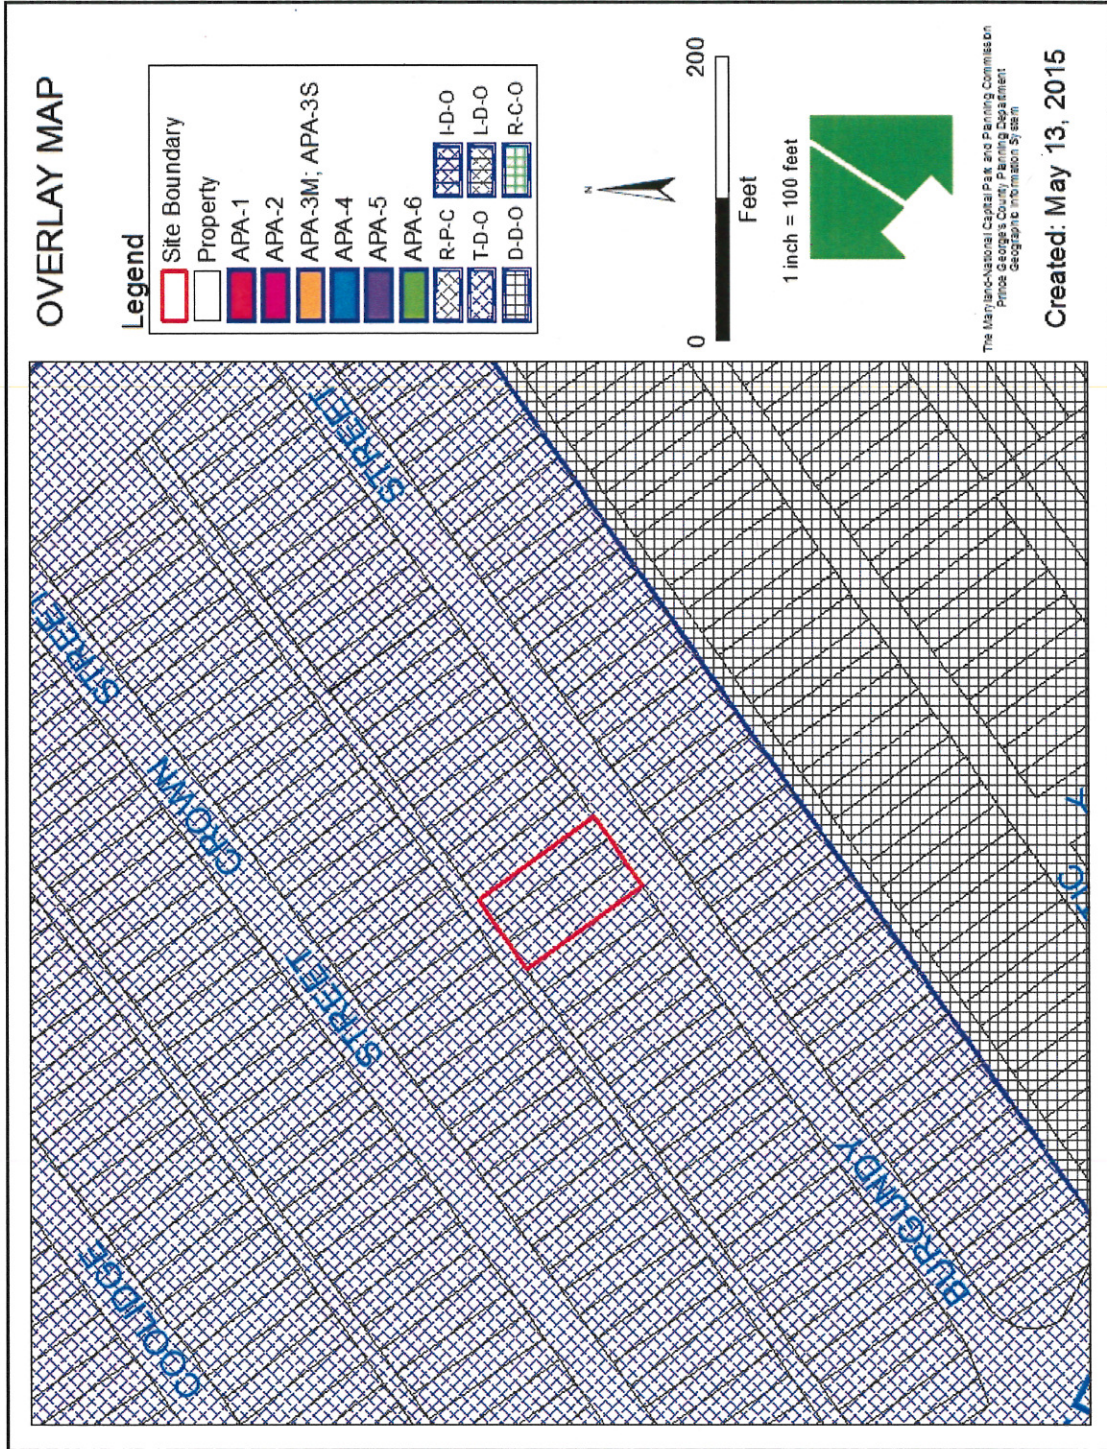 OVERLAY MAP
Legend
Site Boundary
Property
APA-1
APA-2
APA-3M; APA-3S
APA-4
APA-5
APA-6
R-P-C
I-D-O
T-D-O
L-D-O
D-D-O
R-C-O
N
0
200
Feet
1 inch = 100 feet
The Maryland-National Capital Park and Planning Commission
Prince George's County Planning Department
Geographic Information System
Created: May 13, 2015
COOLIDGE
STREET
CROWN
STREET
BURGUNDY
STREET